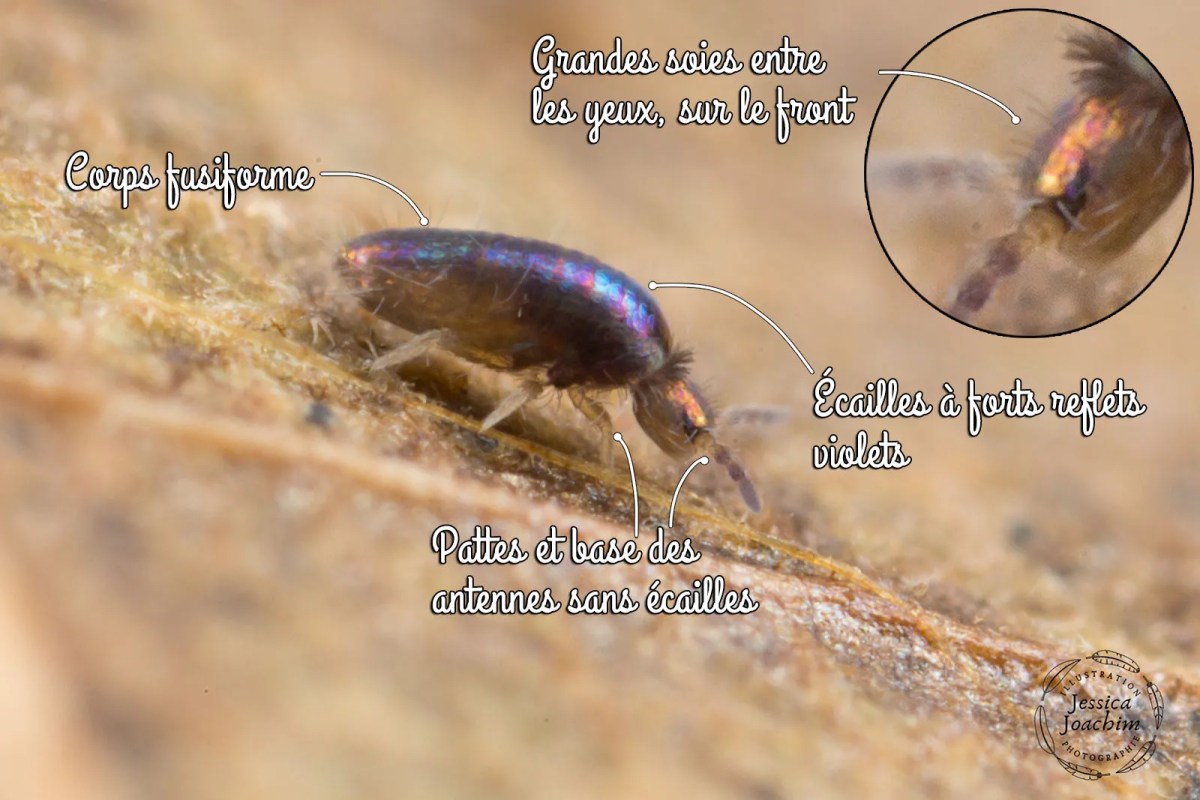 Grandes soies entre
les yeux, sur le front
Corps fusiforme
Écailles à forts reflets
violets
Pattes et base des
antennes sans écailles
ILLUSTRATION
Jessica
Joachim
PHOTOGRAPHIE